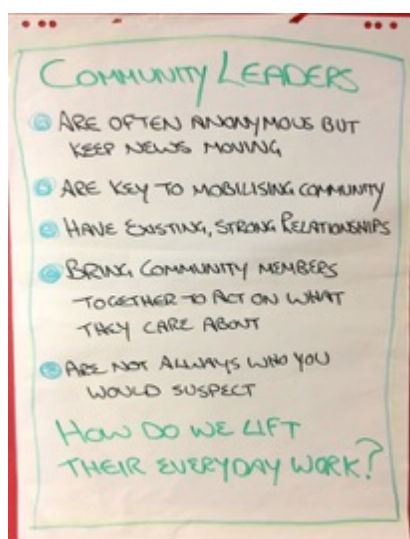 COMMUNITY LEADERS
ARE OFTEN ANONYMOUS BUT
KEEP NEWS MOVING
ARE KEY TO MOBILISING COMMUNITY
HAVE EXISTING, STRONG RELATIONSHIPS
BRING COMMUNITY MEMBERS
TOGETHER TO ACT ON WHAT
THEY CARE ABOUT
ARE NOT ALWAYS WHO YOU
WOULD SUSPECT
HOW DO WE LIFT
THEIR EVERYDAY WORK?